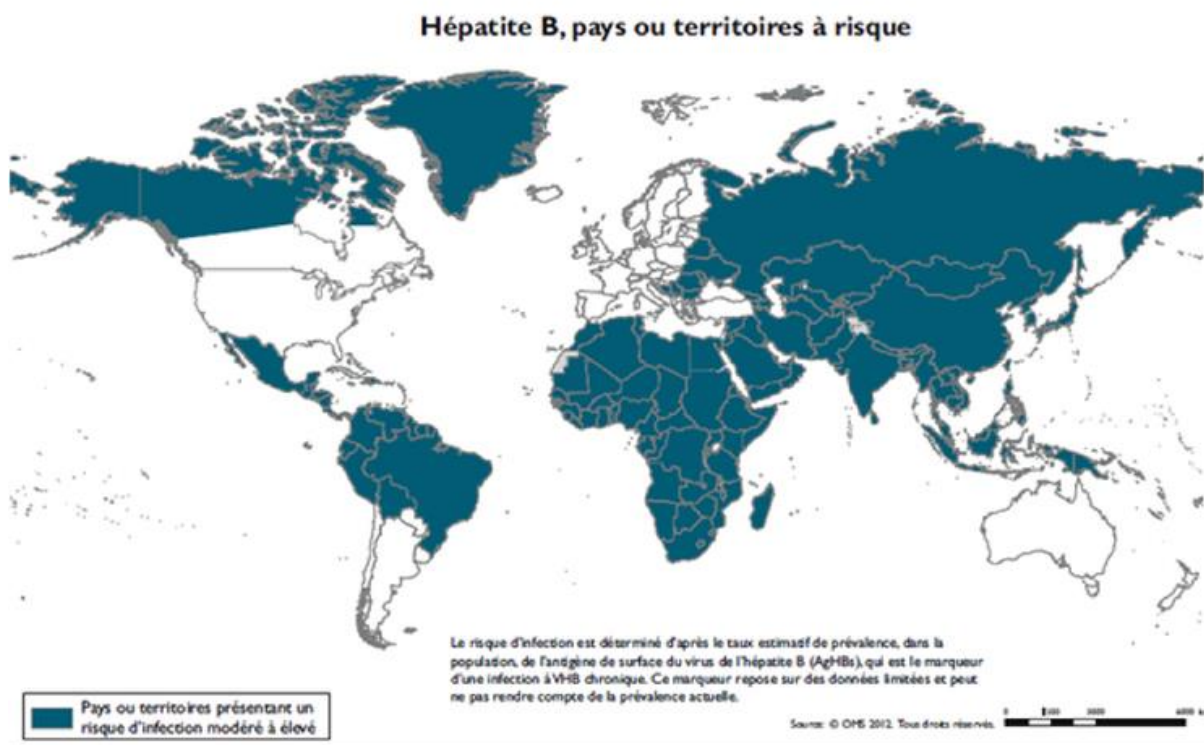 Hépatite B, pays ou territoires à risque
Le risque d'infection est déterminé d'après le taux estimatif de prévalence, dans la
population, de l'antigène de surface du virus de l'hépatite B (AgHBs), qui est le marqueur
d'une infection à VHB chronique. Ce marqueur repose sur des données limitées et peut
ne pas rendre compte de la prévalence actuelle.
Pays ou territoires présentant un
risque d'infection modéré à élevé
Source: © OMS 2012. Tous droits réservés.
0